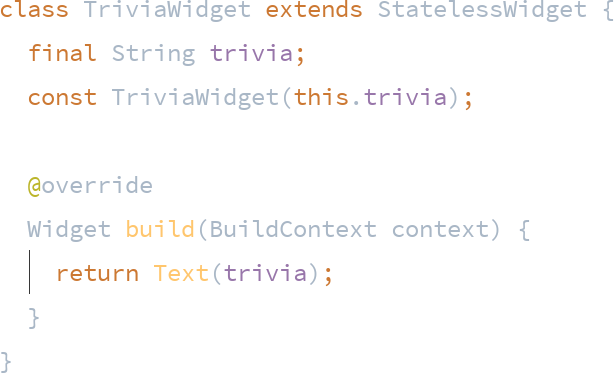 class TriviaWidget extends StatelessWidget {
  final String trivia;
  const TriviaWidget(this.trivia);

  @override
  Widget build(BuildContext context) {
    return Text(trivia);
  }
}